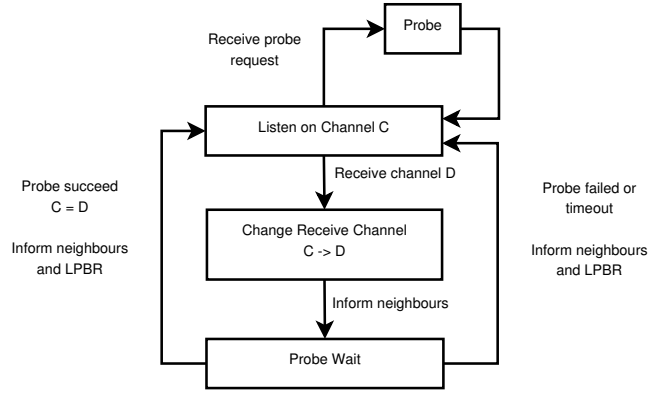 Probe
Receive probe
request
Listen on Channel C
Receive channel D
Probe succeed
C = D
Inform neighbours
and LPBR
Change Receive Channel
C -> D
Probe failed or
timeout
Inform neighbours
and LPBR
Inform neighbours
Probe Wait